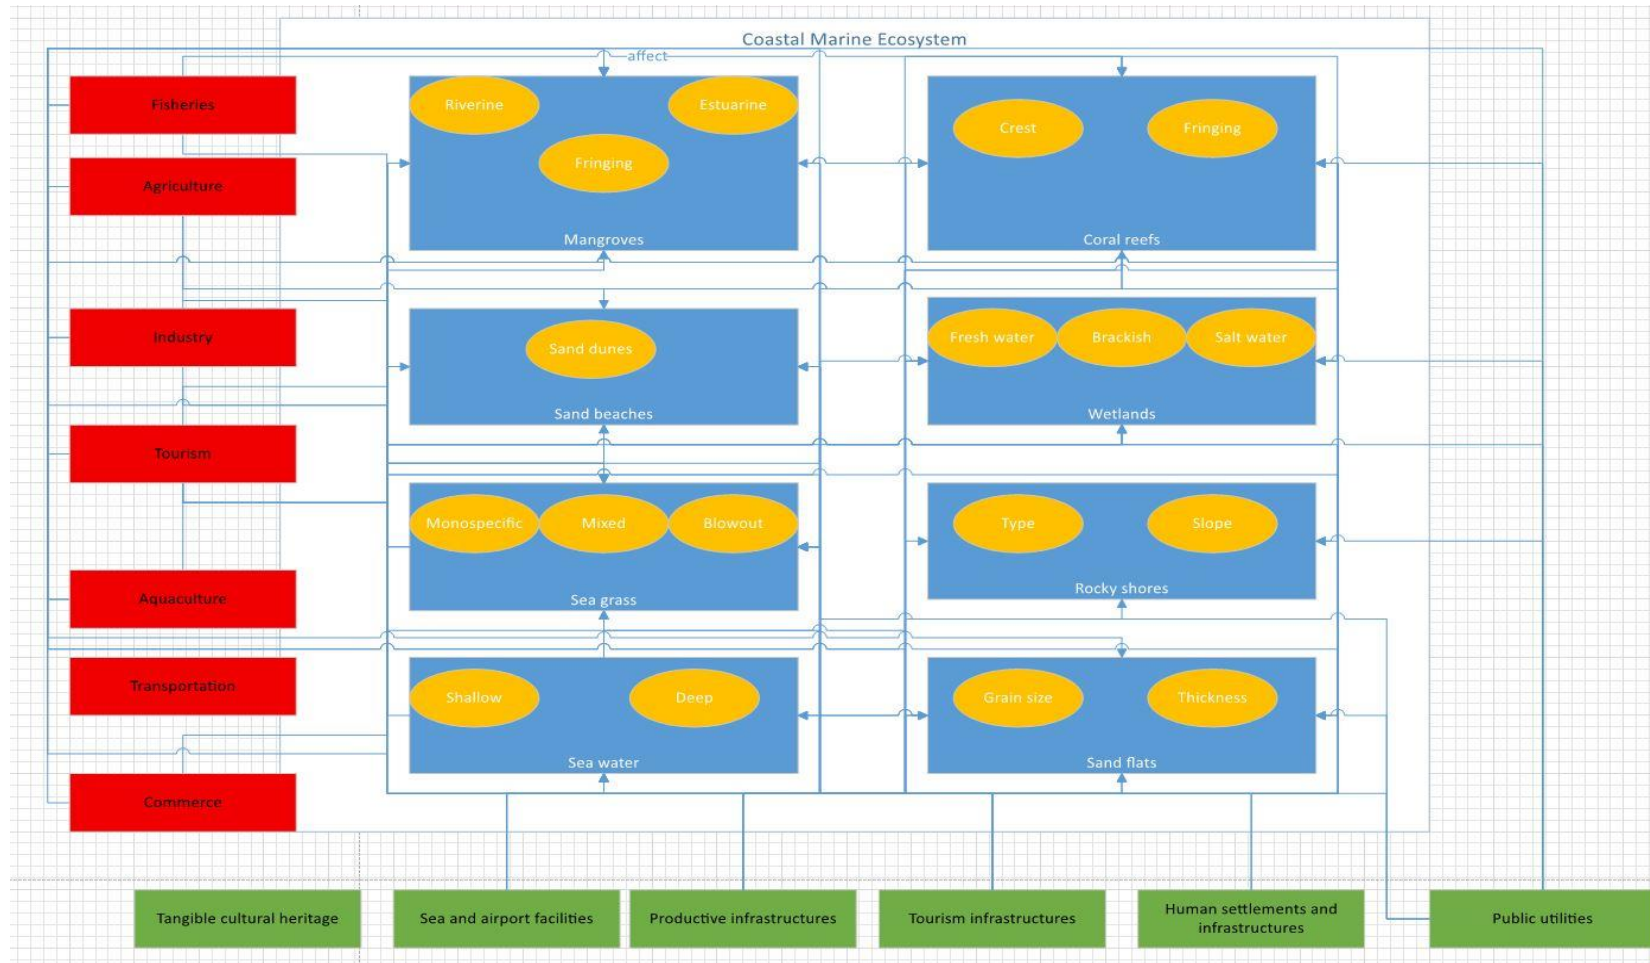 Coastal Marine Ecosystem
affect
Fisheries
Agriculture
Industry
Tourism
Aquaculture
Transportation
Commerce
Riverine
Estuarine
Fringing
Mangroves
Crest
Fringing
Coral reefs
Sand dunes
Sand beaches
Fresh water
Brackish
Salt water
Wetlands
Monospecific
Mixed
Blowout
Sea grass
Type
Slope
Rocky shores
Shallow
Deep
Sea water
Grain size
Thickness
Sand flats
Tangible cultural heritage
Sea and airport facilities
Productive infrastructures
Tourism infrastructures
Human settlements and
infrastructures
Public utilities